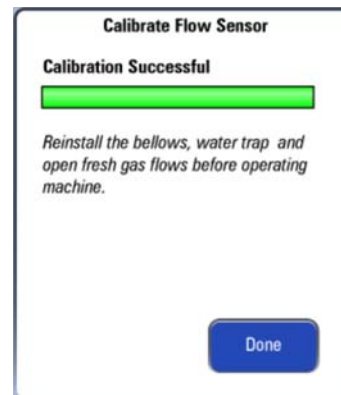 Calibrate Flow Sensor
Calibration Successful
Reinstall the bellows, water trap and
open fresh gas flows before operating
machine.
Done